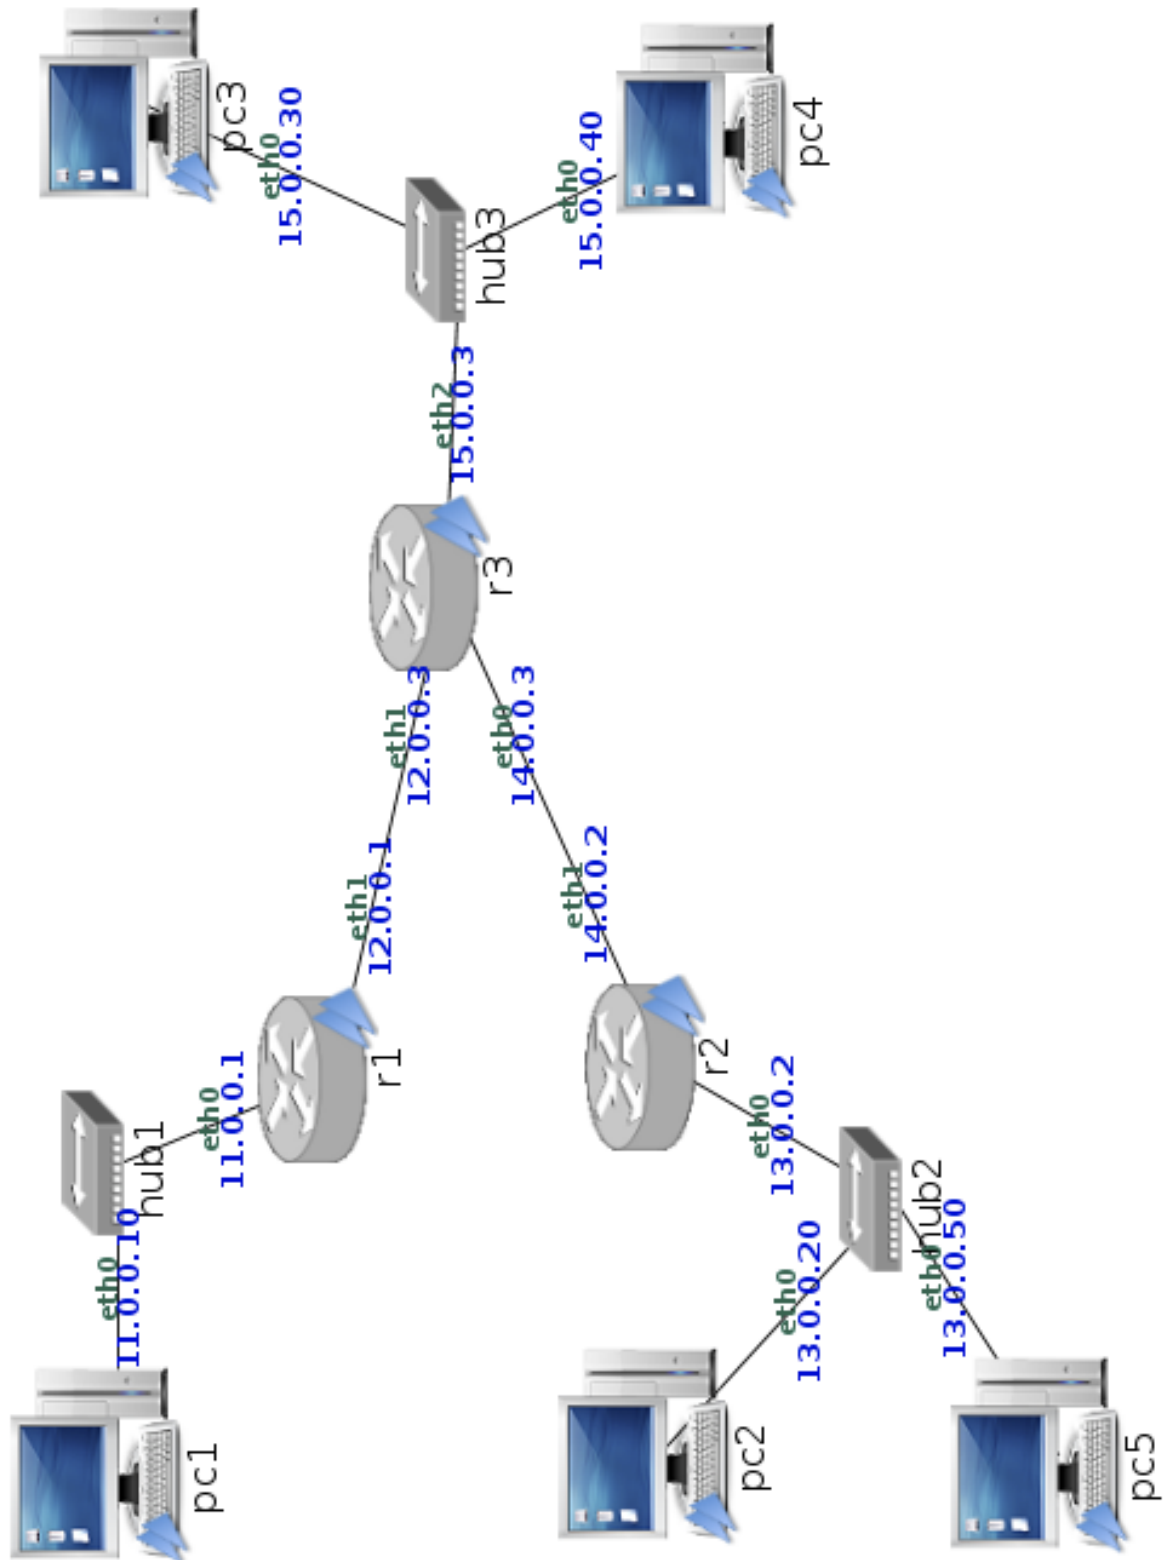 pc3
eth0
15.0.0.30
pc4
eth0
15.0.0.40
hub3
eth2
15.0.0.3
r3
eth1
12.0.0.3
eth0
14.0.0.3
eth1
12.0.0.1
eth1
14.0.0.2
r1
r2
eth0
11.0.0.1
hub1
eth0
13.0.0.2
hub2
eth0
11.0.0.10
eth0
13.0.0.20
eth0
13.0.0.50
pc1
pc2
pc5